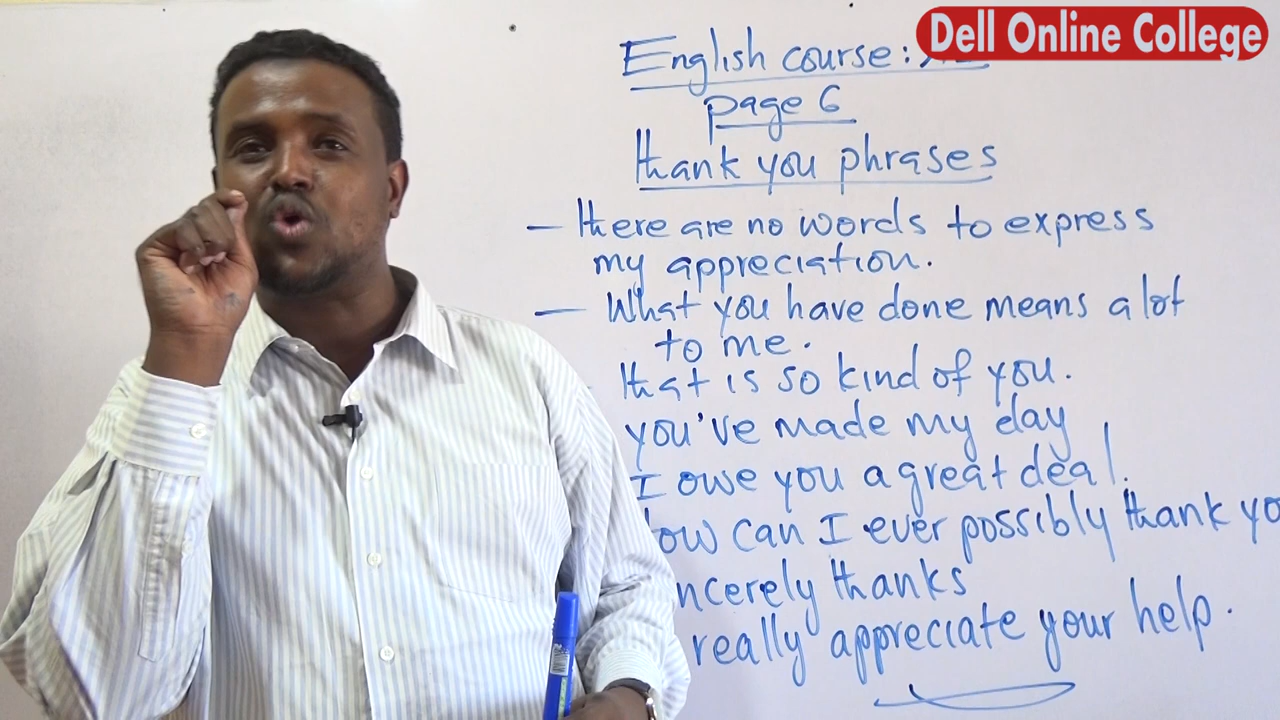 Dell Online College
English course:
page 6
thank you phrases
— there are no words to express
my appreciation.
— What you have done means a lot
to me.
that is so kind of you.
you've made my day
I owe you a great deal.
ow can I ever possibly thank yo
ncerely thanks
really appreciate your help.